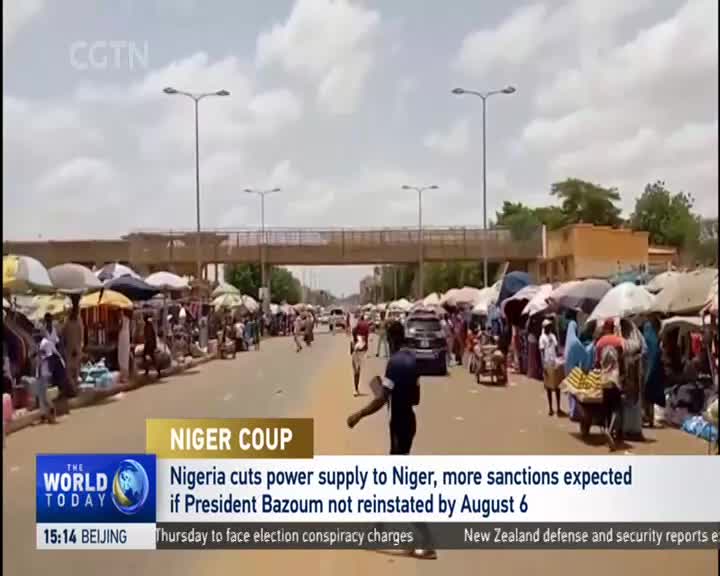 CGTN
NIGER COUP
Nigeria cuts power supply to Niger, more sanctions expected
if President Bazoum not reinstated by August 6
THE
WORLD
TODAY
15:14 BEIJING
Thursday to face election conspiracy charges New Zealand defense and security reports